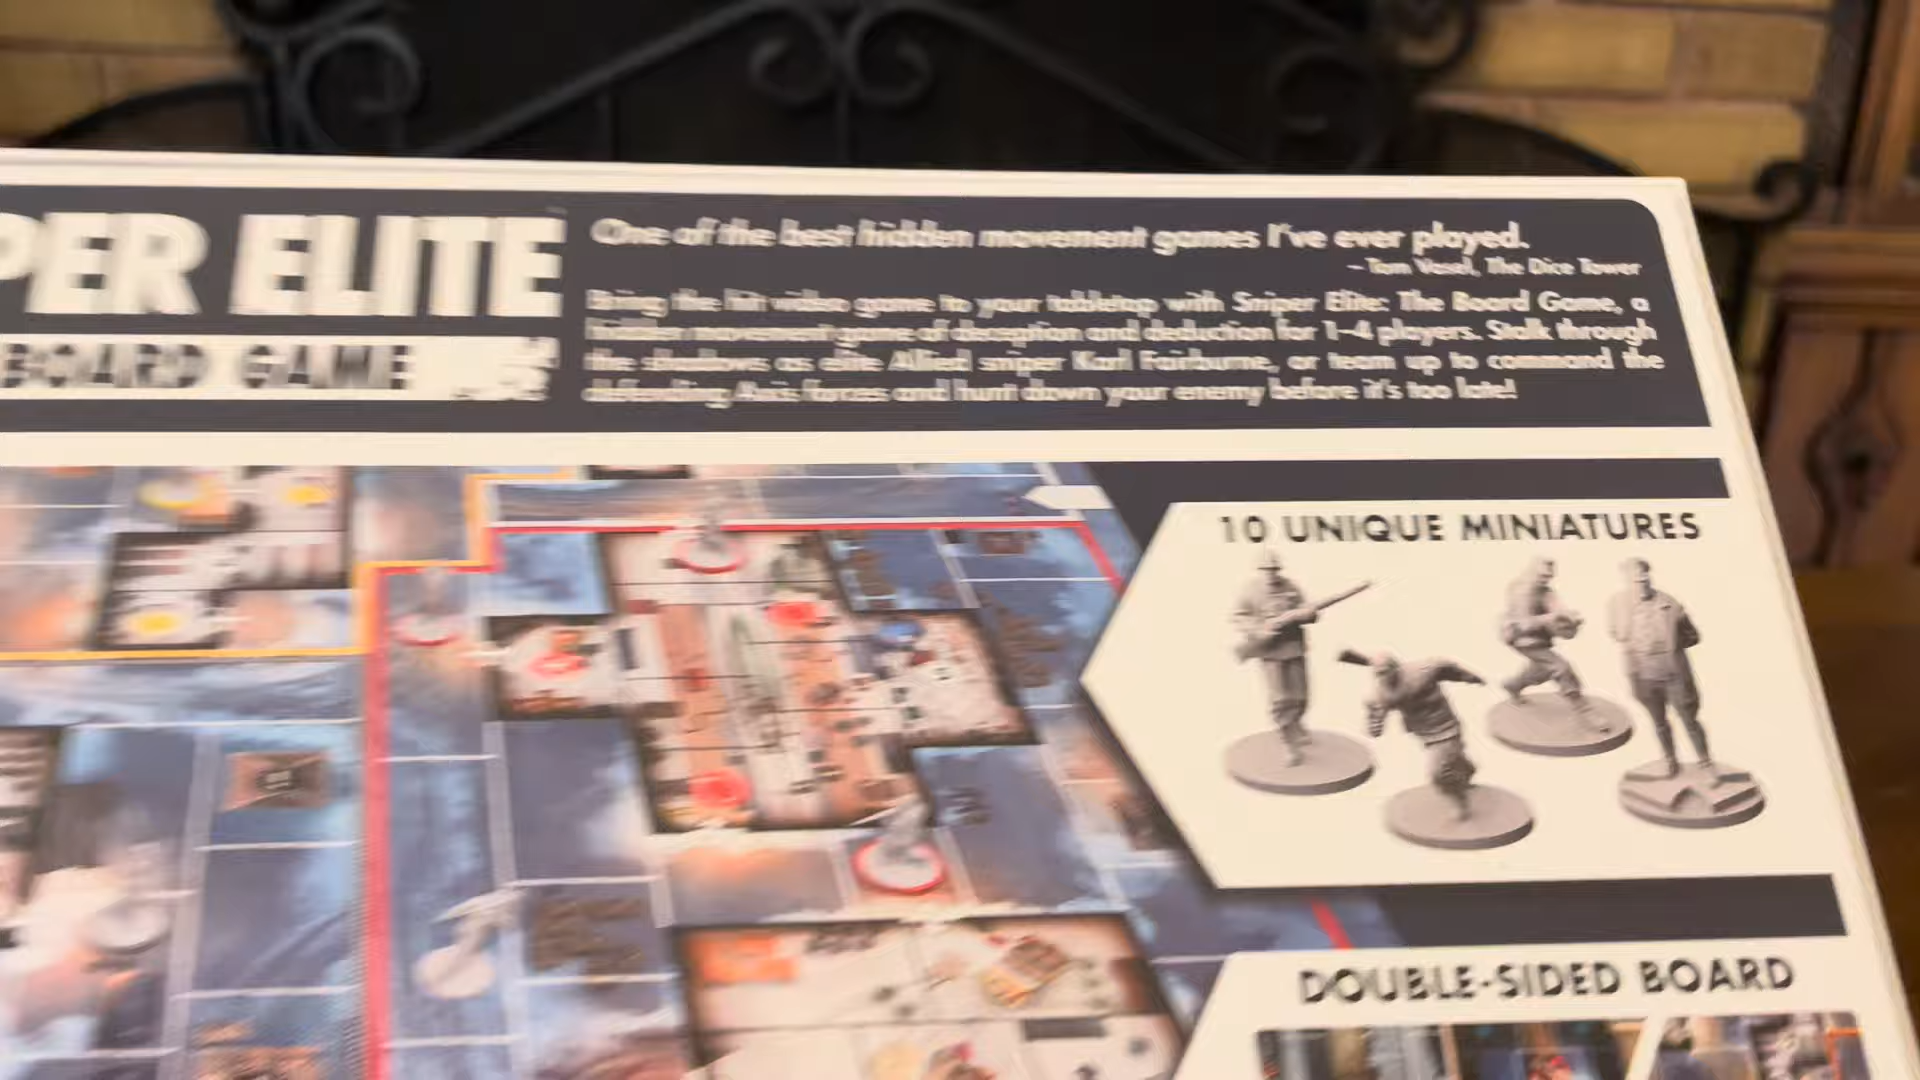 PER ELITE
BOARD GAME
One of the best hidden movement games I've ever played.
– Tom Vasel, The Dice Tower
Bring the hit video game to your tabletop with Sniper Elite: The Board Game, a
hidden movement game of deception and deduction for 1–4 players. Stalk through
the shadows as elite Allied sniper Karl Fairburne, or team up to command the
defending Axis forces and hunt down your enemy before it's too late!
10 UNIQUE MINIATURES
DOUBLE-SIDED BOARD